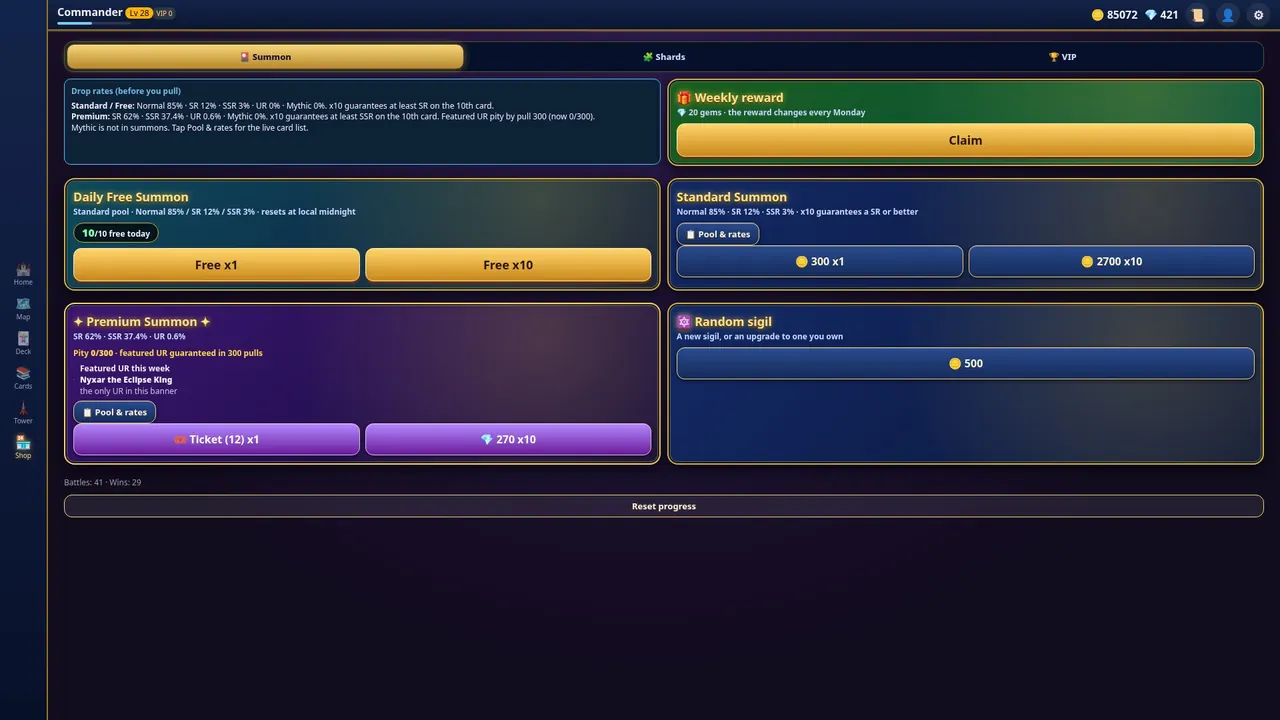 Commander Lv 28 VIP 0
85072 421
Summon
Shards
VIP
Drop rates (before you pull)
Standard / Free: Normal 85% · SR 12% · SSR 3% · UR 0% · Mythic 0%. x10 guarantees at least SR on the 10th card.
Premium: SR 62% · SSR 37.4% · UR 0.6% · Mythic 0%. x10 guarantees at least SSR on the 10th card. Featured UR pity by pull 300 (now 0/300).
Mythic is not in summons. Tap Pool & rates for the live card list.
Weekly reward
20 gems · the reward changes every Monday
Claim
Daily Free Summon
Standard pool · Normal 85% / SR 12% / SSR 3% · resets at local midnight
10/10 free today
Free x1
Free x10
Standard Summon
Normal 85% · SR 12% · SSR 3% · x10 guarantees a SR or better
Pool & rates
300 x1
2700 x10
Home
Map
Deck
Cards
Tower
Shop
✦ Premium Summon ✦
SR 62% · SSR 37.4% · UR 0.6%
Pity 0/300 · featured UR guaranteed in 300 pulls
Featured UR this week
Nyxar the Eclipse King
the only UR in this banner
Pool & rates
Ticket (12) x1
270 x10
Random sigil
A new sigil, or an upgrade to one you own
500
Battles: 41 · Wins: 29
Reset progress